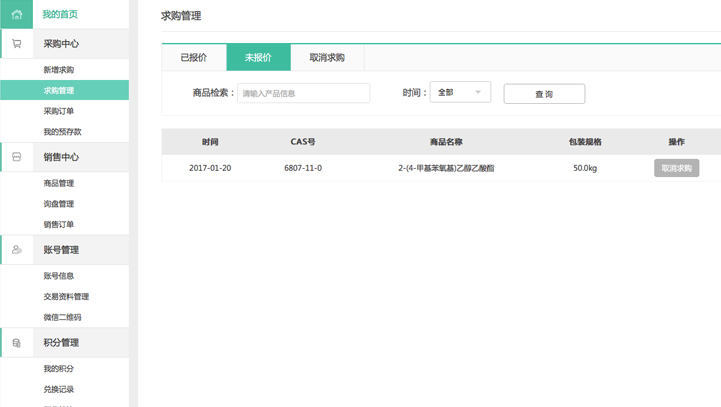 我的首页
采购中心
新增求购
求购管理
采购订单
我的预存款
销售中心
商品管理
询盘管理
销售订单
账号管理
账号信息
交易资料管理
微信二维码
积分管理
我的积分
兑换记录
求购管理
已报价 未报价 取消求购
商品检索： 请输入产品信息 时间： 全部 查 询
时间 CAS号 商品名称 包装规格 操作
2017-01-20 6807-11-0 2-(4-甲基苯氧基)乙醇乙酸酯 50.0kg 取消求购